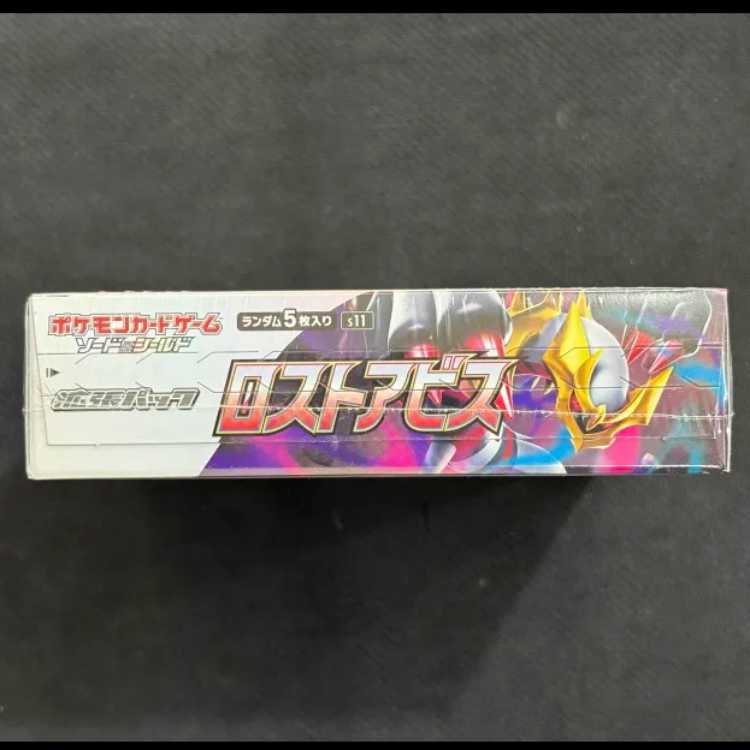 ポケモンカードゲーム
ソード&シールド
ランダム5枚入り s11
拡張パック
ロストアビス